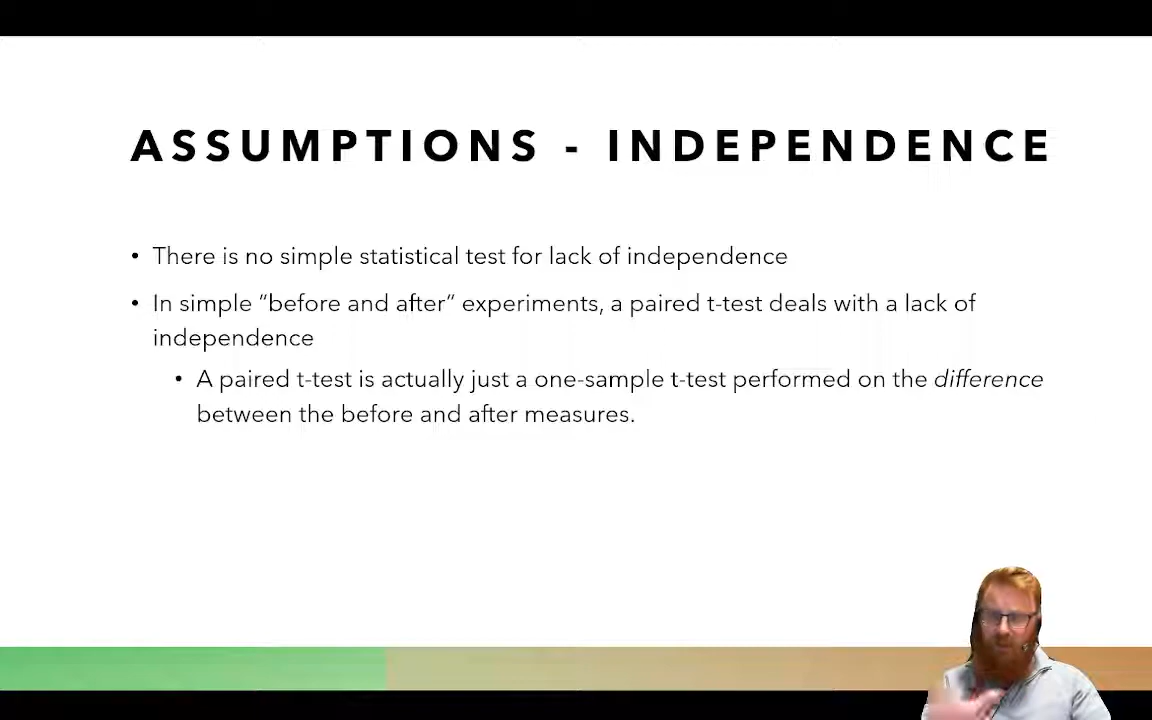 ASSUMPTIONS - INDEPENDENCE
• There is no simple statistical test for lack of independence
• In simple “before and after” experiments, a paired t-test deals with a lack of
independence
• A paired t-test is actually just a one-sample t-test performed on the difference
between the before and after measures.